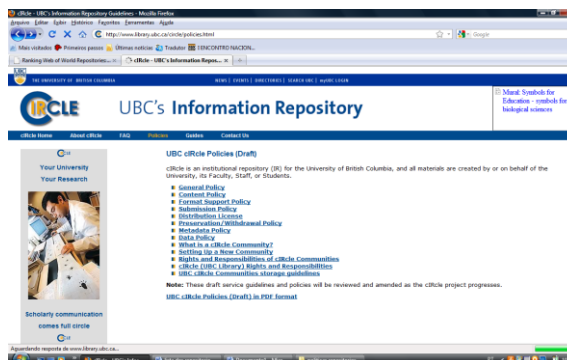 cIRcle - UBC's Information Repository Guidelines - Mozilla Firefox
Arquivo Editar Exibir Histórico Favoritos Ferramentas Ajuda
http://www.library.ubc.ca/circle/policies.html
Google
Mais visitados Primeiros passos Últimas notícias Tradutor ENCONTRO NACION...
Ranking Web of World Repositories... cIRcle - UBC's Information Repos...
UBC
THE UNIVERSITY OF BRITISH COLUMBIA
NEWS | EVENTS | DIRECTORIES | SEARCH UBC | myUBC LOGIN
cIRCLE
UBC's Information Repository
Mural: Symbols for
Education - symbols for
biological sciences
cIRcle Home About cIRcle FAQ Policies Guides Contact Us
Your University
Your Research
Scholarly communication
comes full circle
UBC cIRcle Policies (Draft)
cIRcle is an institutional repository (IR) for the University of British Columbia, and all materials are created by or on behalf of the
University, its Faculty, Staff, or Students.
General Policy
Content Policy
Format Support Policy
Submission Policy
Distribution License
Preservation/Withdrawal Policy
Metadata Policy
Data Policy
What is a cIRcle Community?
Setting Up a New Community
Rights and Responsibilities of cIRcle Communities
cIRcle (UBC Library) Rights and Responsibilities
UBC cIRcle Communities storage guidelines
Note: These draft service guidelines and policies will be reviewed and amended as the cIRcle project progresses.
UBC cIRcle Policies (Draft) in PDF format
Aguardando resposta de www.library.ubc.ca...